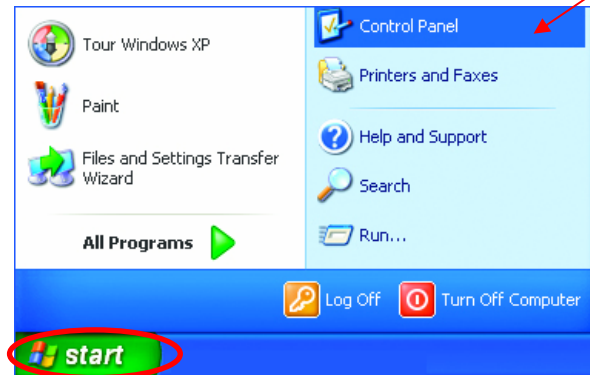 Tour Windows XP
Paint
Files and Settings Transfer
Wizard
All Programs
Control Panel
Printers and Faxes
Help and Support
Search
Run...
Log Off
Turn Off Computer
start